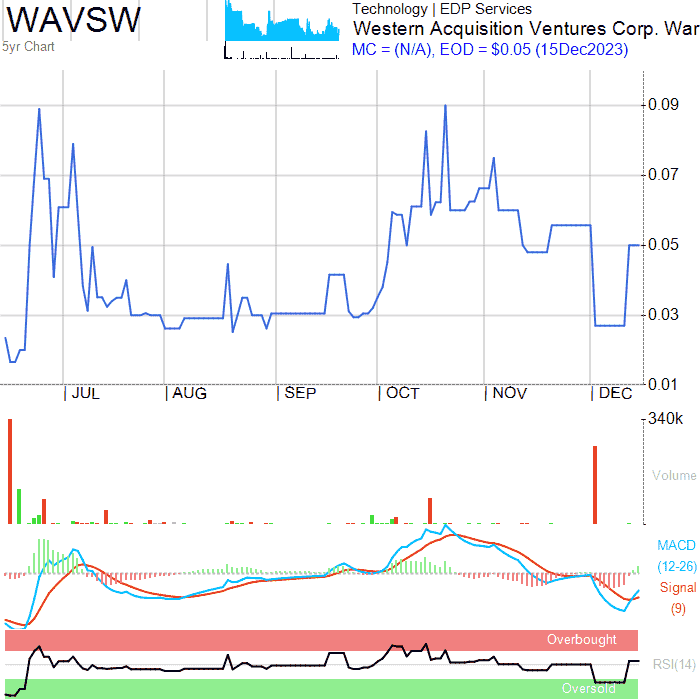 WAVSW
5yr Chart
Technology | EDP Services
Western Acquisition Ventures Corp. War
MC = (N/A), EOD = $0.05 (15Dec2023)
0.09
0.07
0.05
0.03
0.01
JUL
AUG
SEP
OCT
NOV
DEC
340k
Volume
MACD
(12-26)
Signal
(9)
Overbought
RSI(14)
Oversold